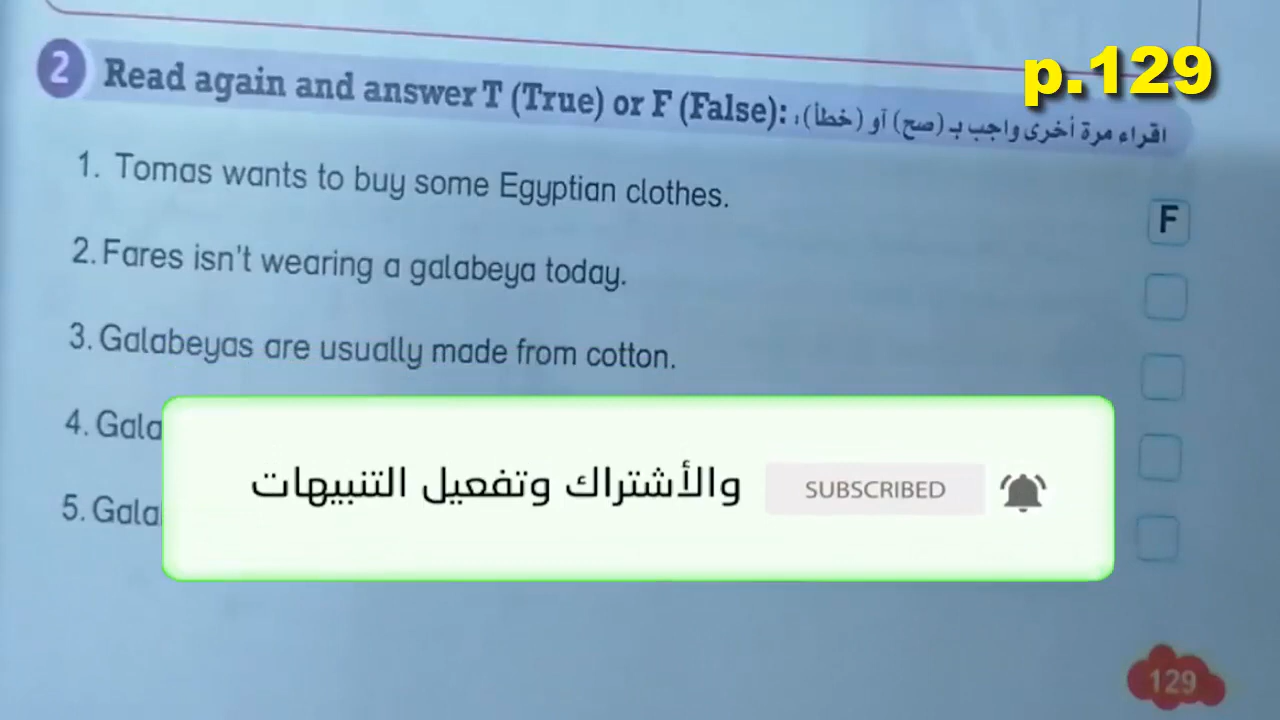 p.129
2 Read again and answer T (True) or F (False): اقراء مرة أخرى واجب بـ (صح) أو (خطأ):
1. Tomas wants to buy some Egyptian clothes. F
2. Fares isn't wearing a galabeya today.
3. Galabeyas are usually made from cotton.
4. Gala
والأشتراك وتفعيل التنبيهات SUBSCRIBED
5. Gala
129